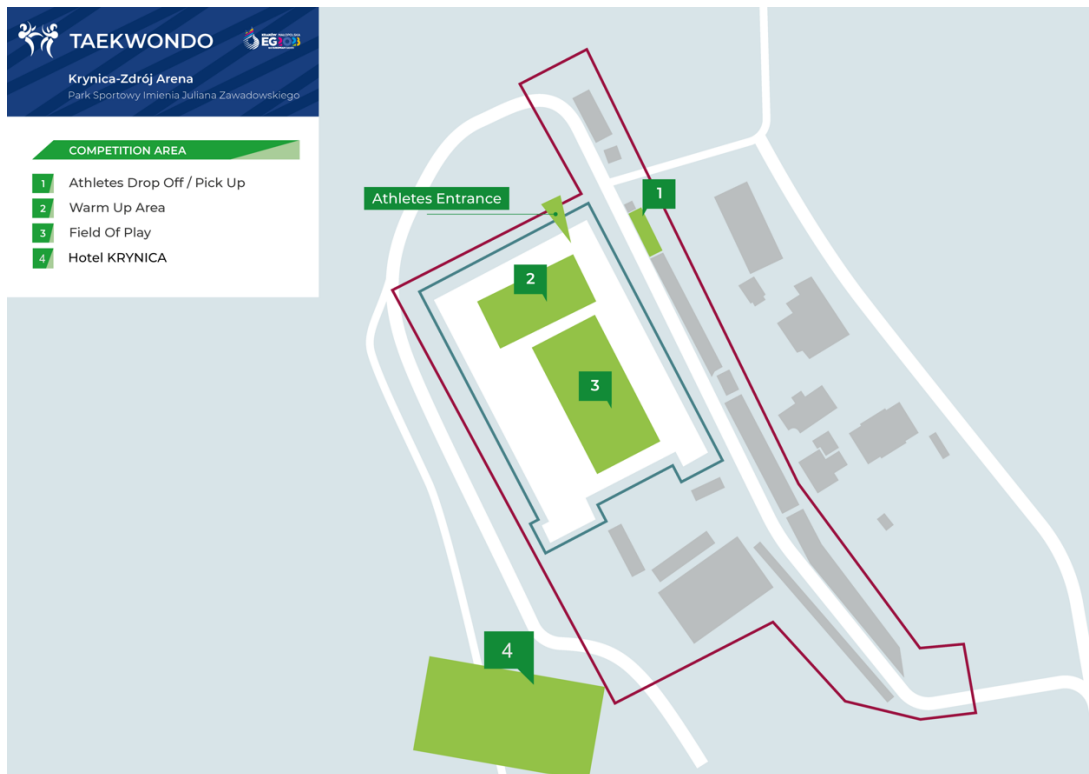 TAEKWONDO
EG2023
Krynica-Zdrój Arena
Park Sportowy Imienia Juliana Zawadowskiego
COMPETITION AREA
1 Athletes Drop Off / Pick Up
2 Warm Up Area
3 Field Of Play
4 Hotel KRYNICA
Athletes Entrance
1
2
3
4